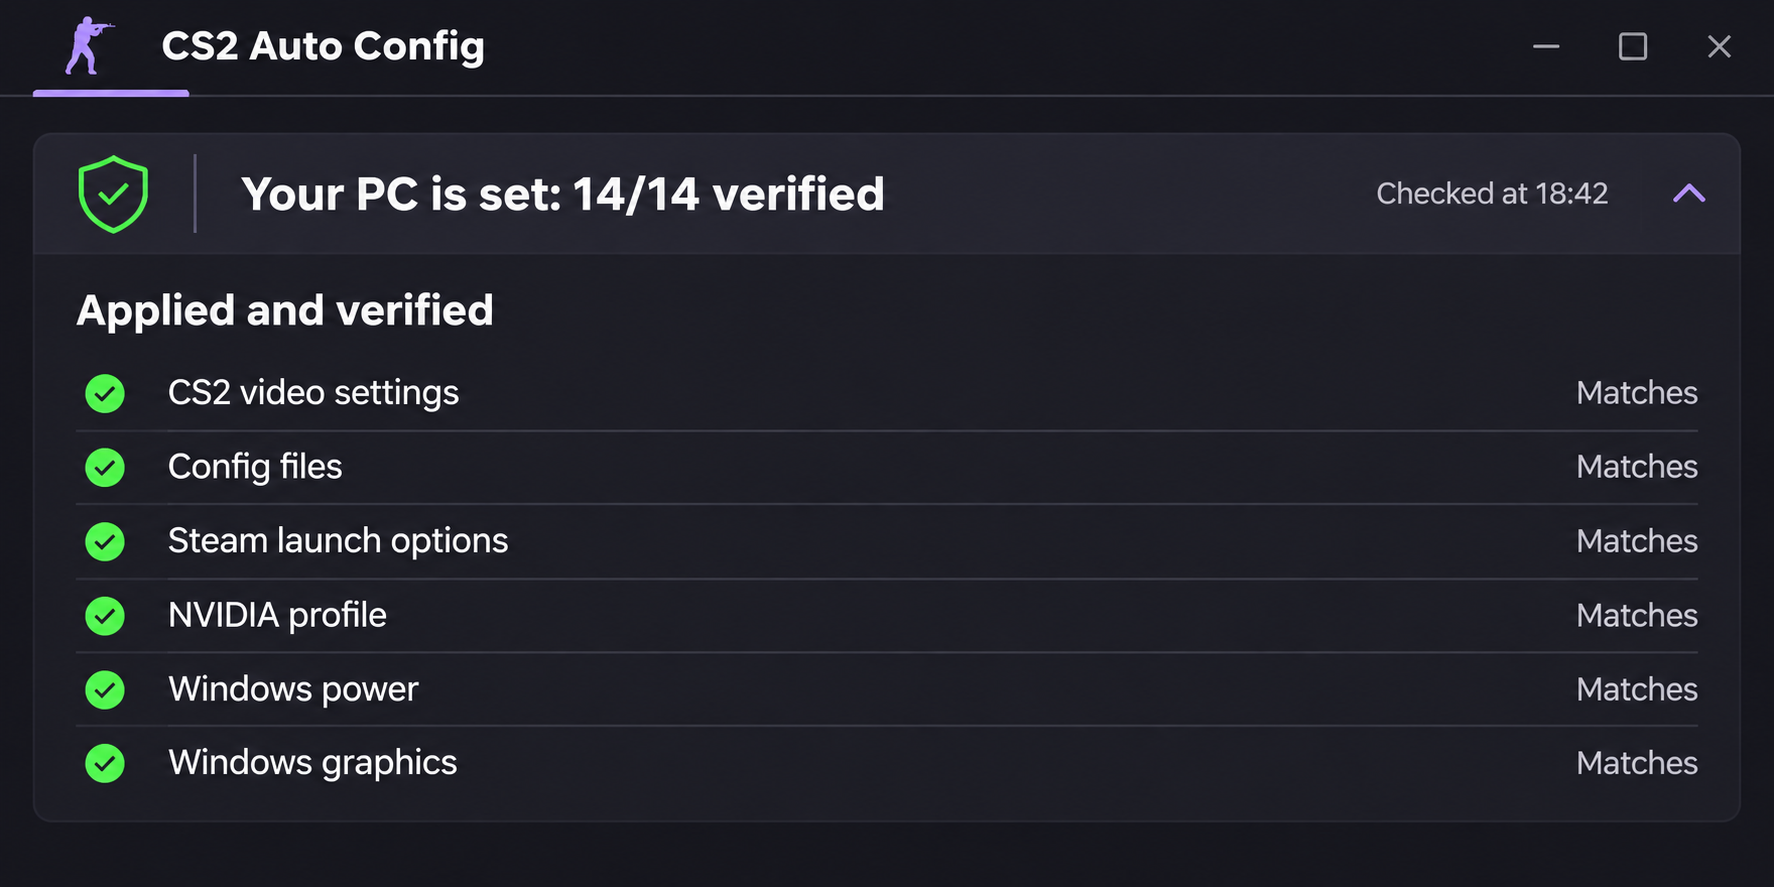 CS2 Auto Config
Your PC is set: 14/14 verified
Checked at 18:42
Applied and verified
CS2 video settings Matches
Config files Matches
Steam launch options Matches
NVIDIA profile Matches
Windows power Matches
Windows graphics Matches